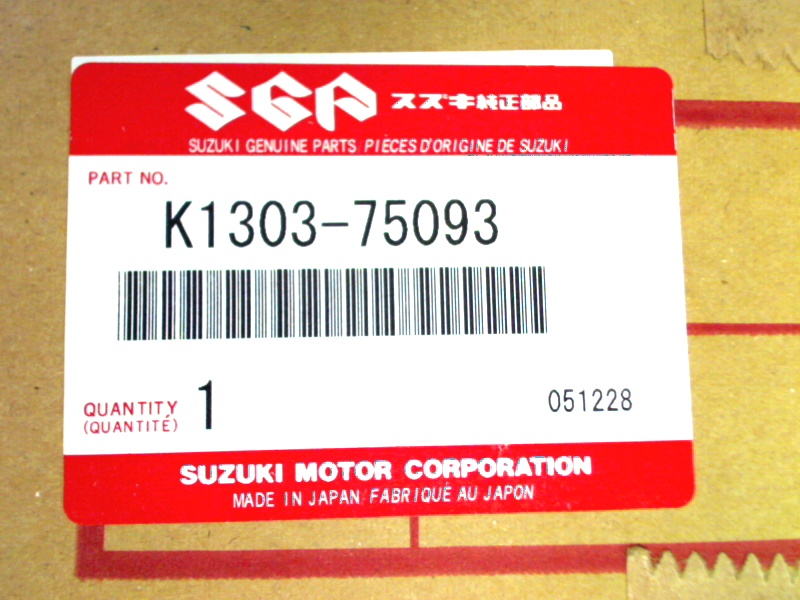 SGP スズキ純正部品
SUZUKI GENUINE PARTS PIÈCES D'ORIGINE DE SUZUKI
PART NO.
K1303-75093
QUANTITY 1
(QUANTITÉ)
051228
SUZUKI MOTOR CORPORATION
MADE IN JAPAN FABRIQUÉ AU JAPON